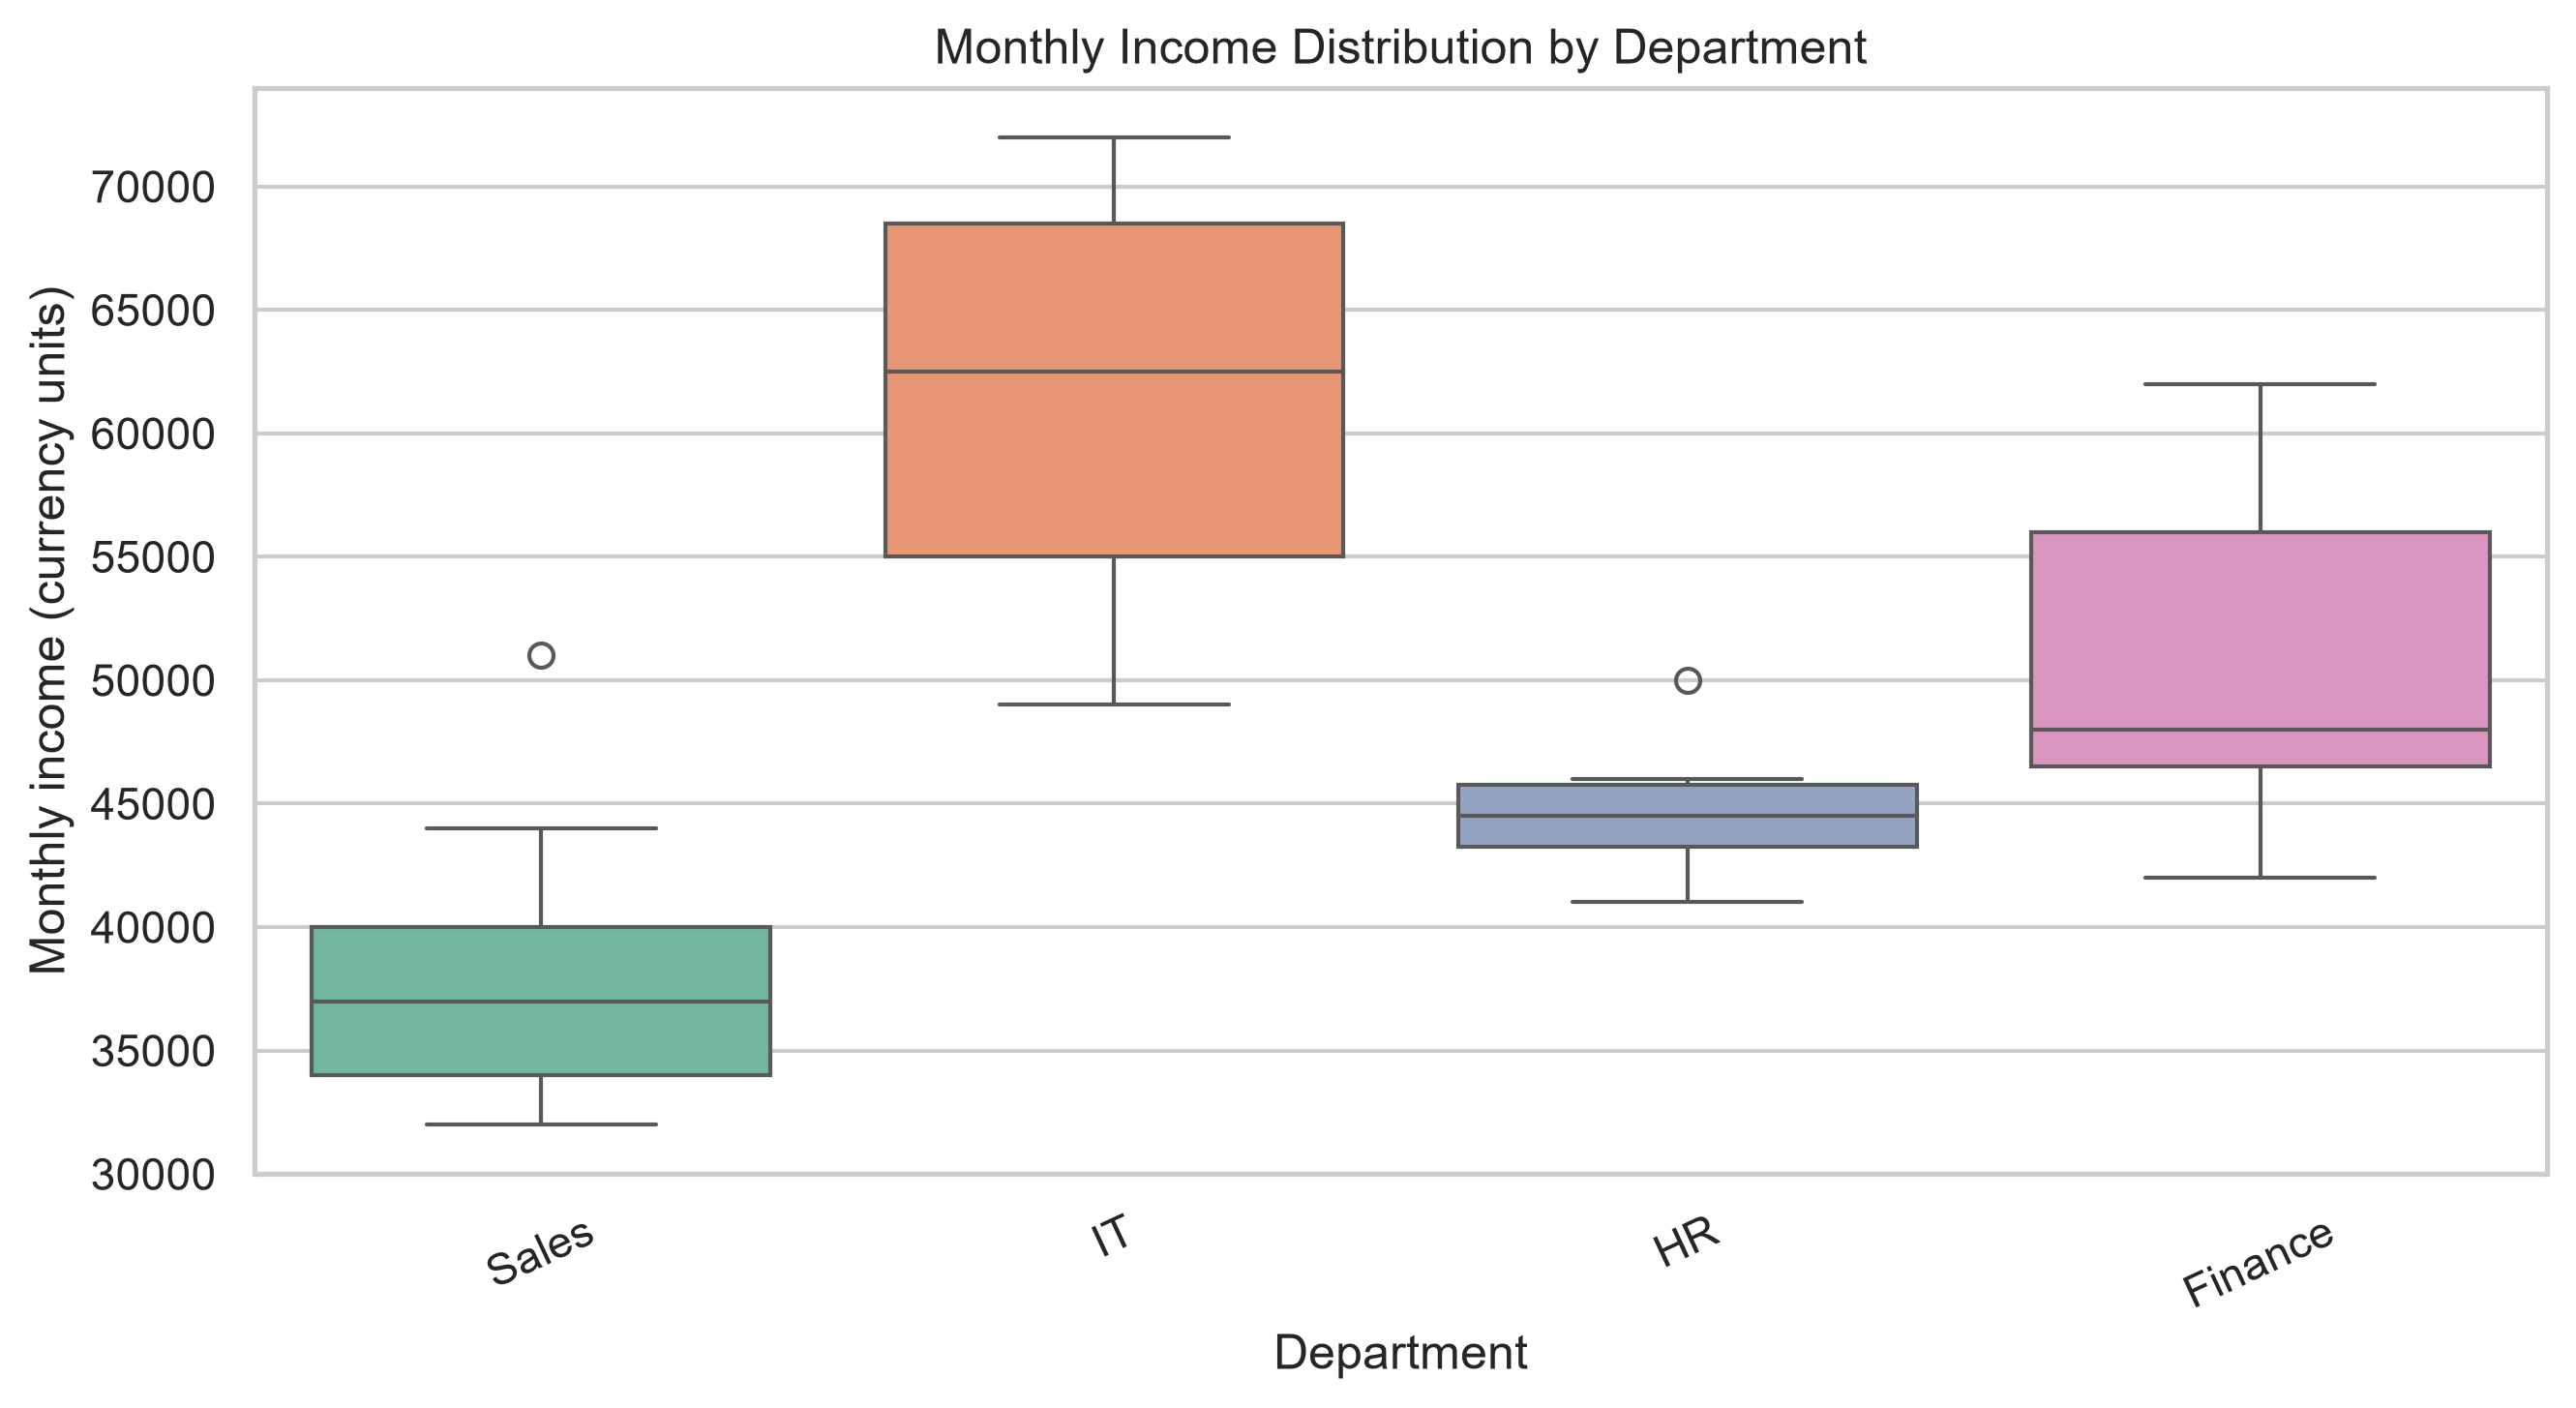 Monthly Income Distribution by Department
Monthly income (currency units)
70000
65000
60000
55000
50000
45000
40000
35000
30000
Sales
IT
HR
Finance
Department